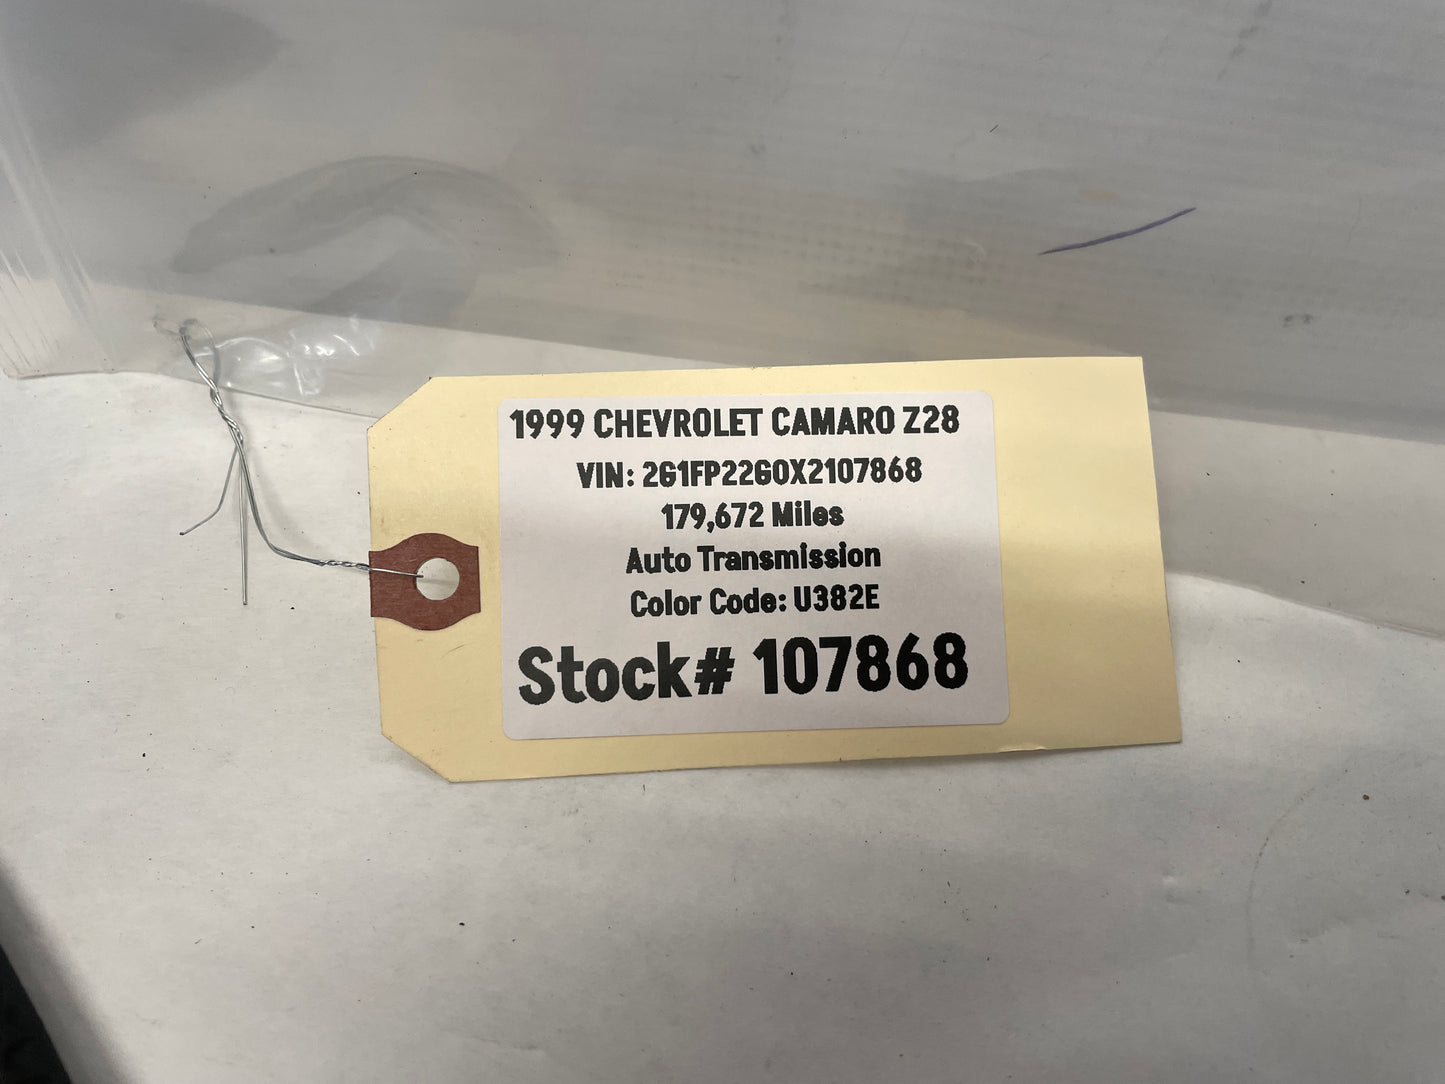 1999 CHEVROLET CAMARO Z28
VIN: 2G1FP22G0X2107868
179,672 Miles
Auto Transmission
Color Code: U382E
Stock# 107868